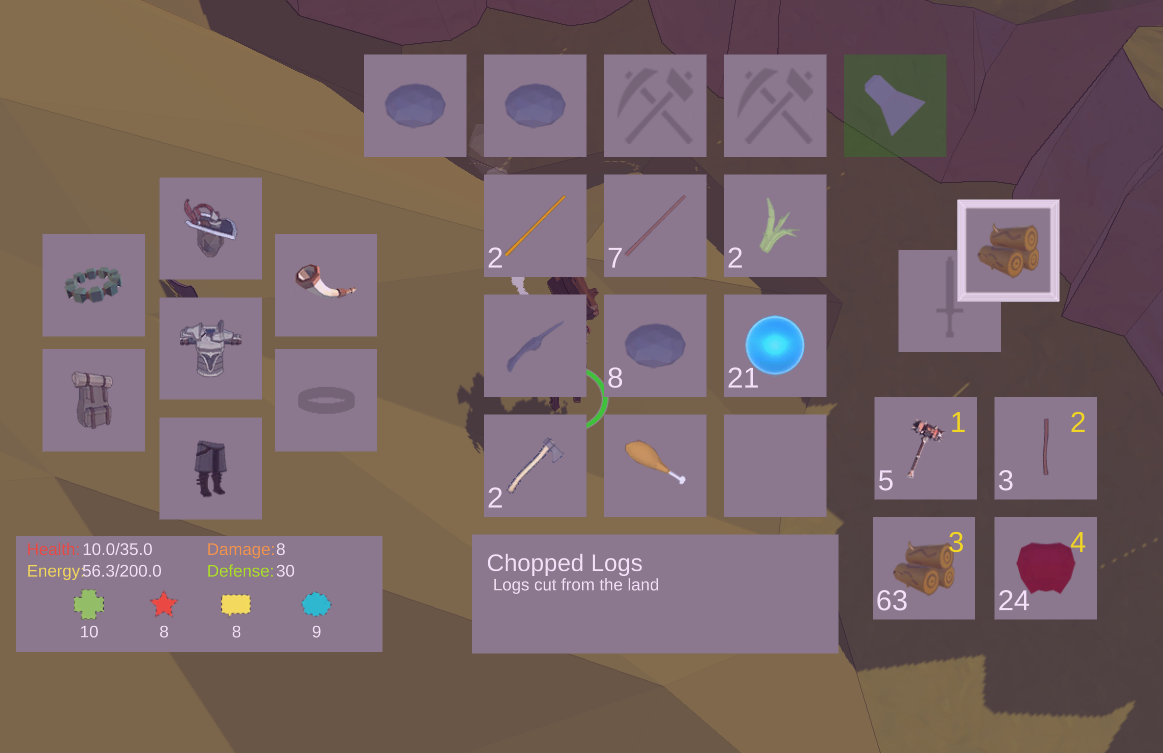 2
7
2
8
21
2
1
5
2
3
3
63
4
24
Health: 10.0/35.0 Damage: 8
Energy: 56.3/200.0 Defense: 30
10 8 8 9
Chopped Logs
Logs cut from the land